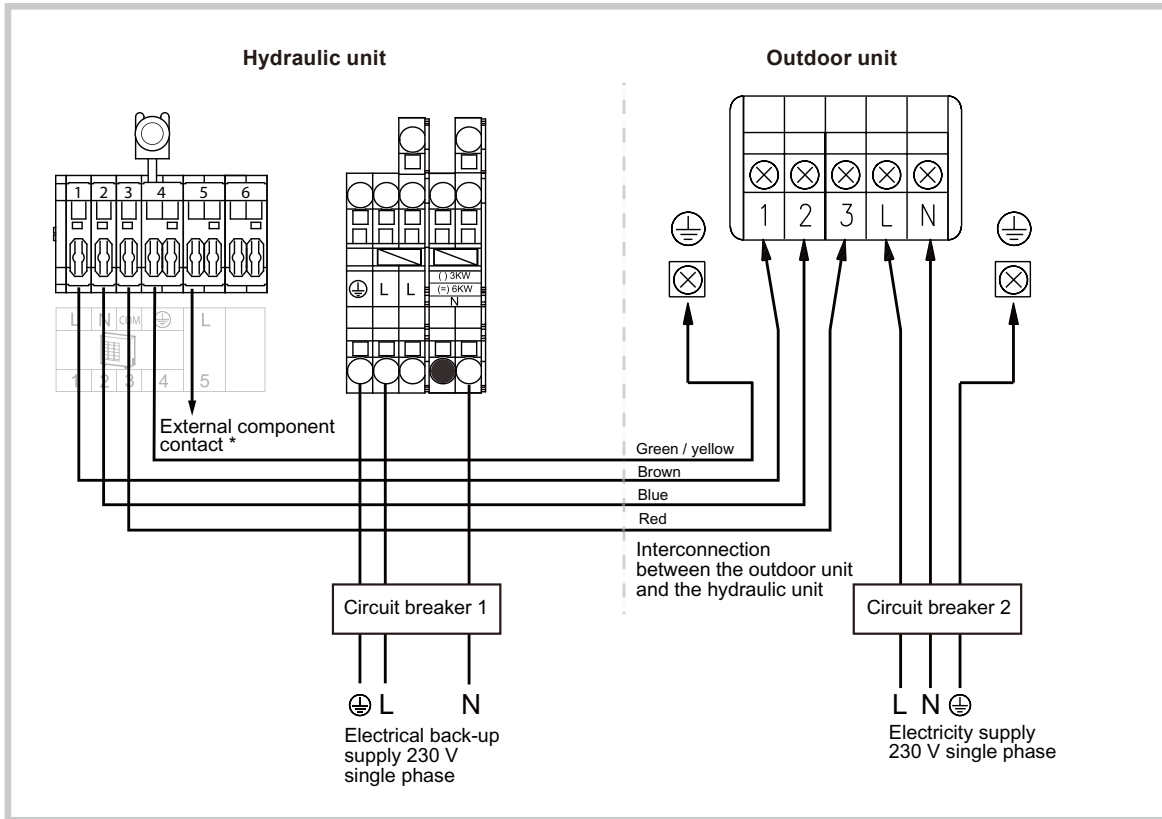 Hydraulic unit
Outdoor unit
1 2 3 4 5 6
L N COM L
1 2 3 4 5
External component
contact *
L L
( ) 3KW
(=) 6KW
N
1 2 3 L N
Green / yellow
Brown
Blue
Red
Interconnection
between the outdoor unit
and the hydraulic unit
Circuit breaker 1
Circuit breaker 2
L N
Electrical back-up
supply 230 V
single phase
L N
Electricity supply
230 V single phase